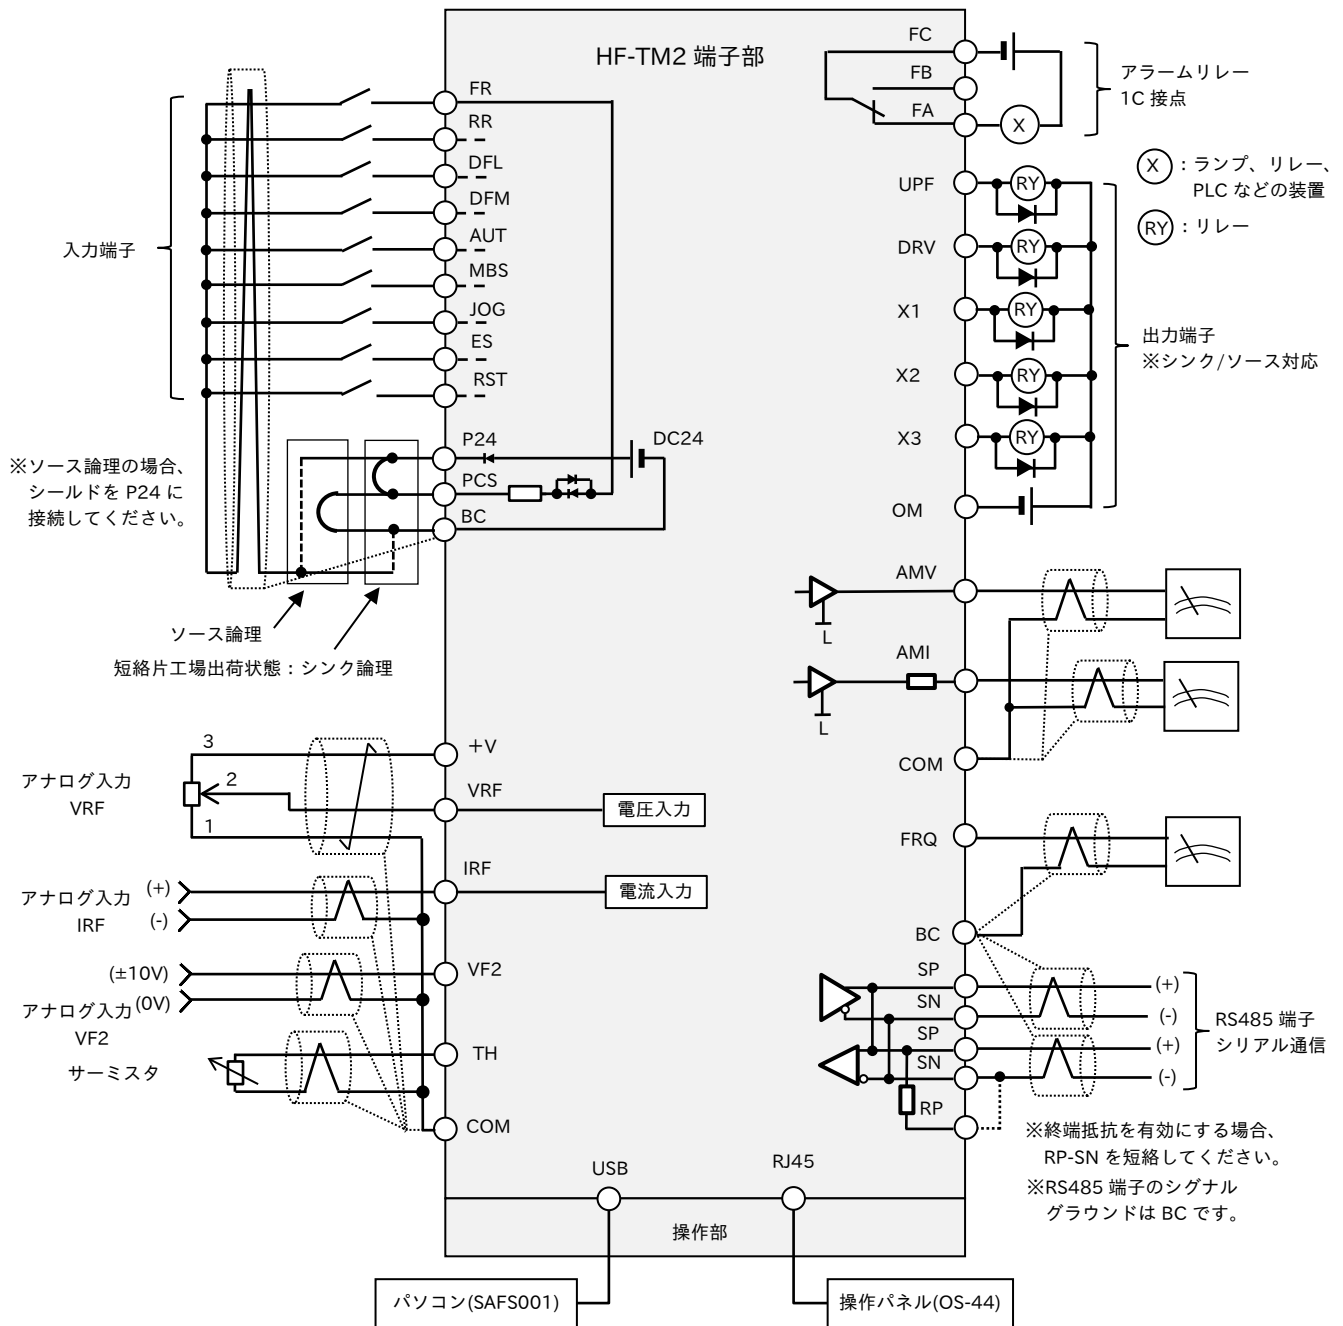 HF-TM2 端子部
FR
RR
DFL
DFM
AUT
MBS
JOG
ES
RST
入力端子
P24
PCS
BC
DC24
※ソース論理の場合、
シールドを P24 に
接続してください。
ソース論理
短絡片工場出荷状態：シンク論理
アナログ入力
VRF
3
2
1
+V
VRF
電圧入力
アナログ入力
IRF
(+)
(-)
IRF
電流入力
(±10V)
(0V)
アナログ入力
VF2
VF2
サーミスタ
TH
COM
FC
FB
FA
X
アラームリレー
1C 接点
X
：ランプ、リレー、
PLC などの装置
RY
：リレー
UPF
RY
DRV
RY
X1
RY
X2
RY
X3
RY
OM
出力端子
※シンク/ソース対応
AMV
L
AMI
L
COM
FRQ
BC
SP
SN
SP
SN
RP
(+)
(-)
(+)
(-)
RS485 端子
シリアル通信
※終端抵抗を有効にする場合、
RP-SN を短絡してください。
※RS485 端子のシグナル
グラウンドは BC です。
USB
RJ45
操作部
パソコン(SAFS001)
操作パネル(OS-44)